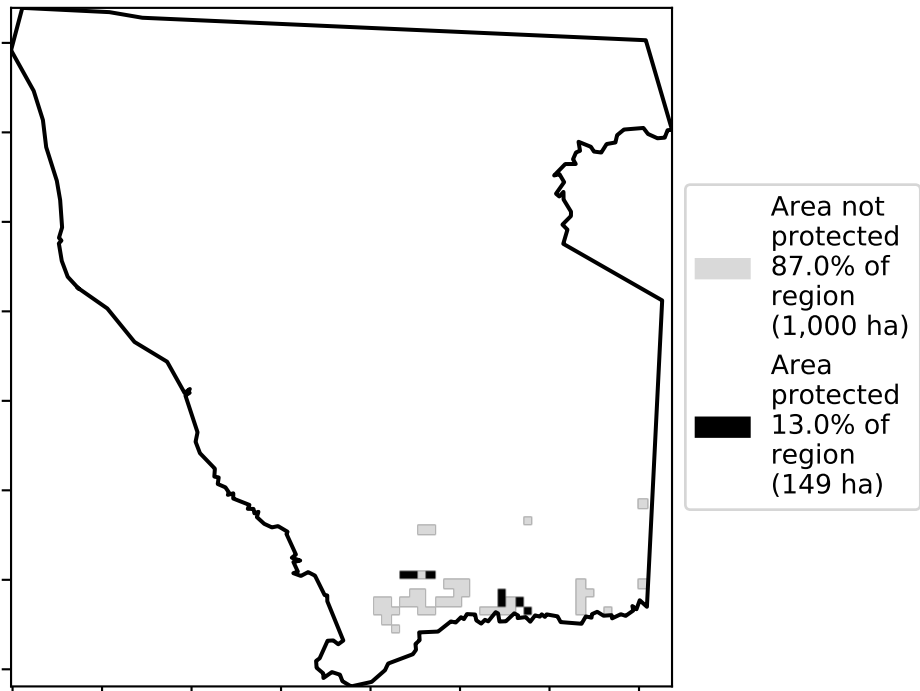 Area not
protected
87.0% of
region
(1,000 ha)
Area
protected
13.0% of
region
(149 ha)